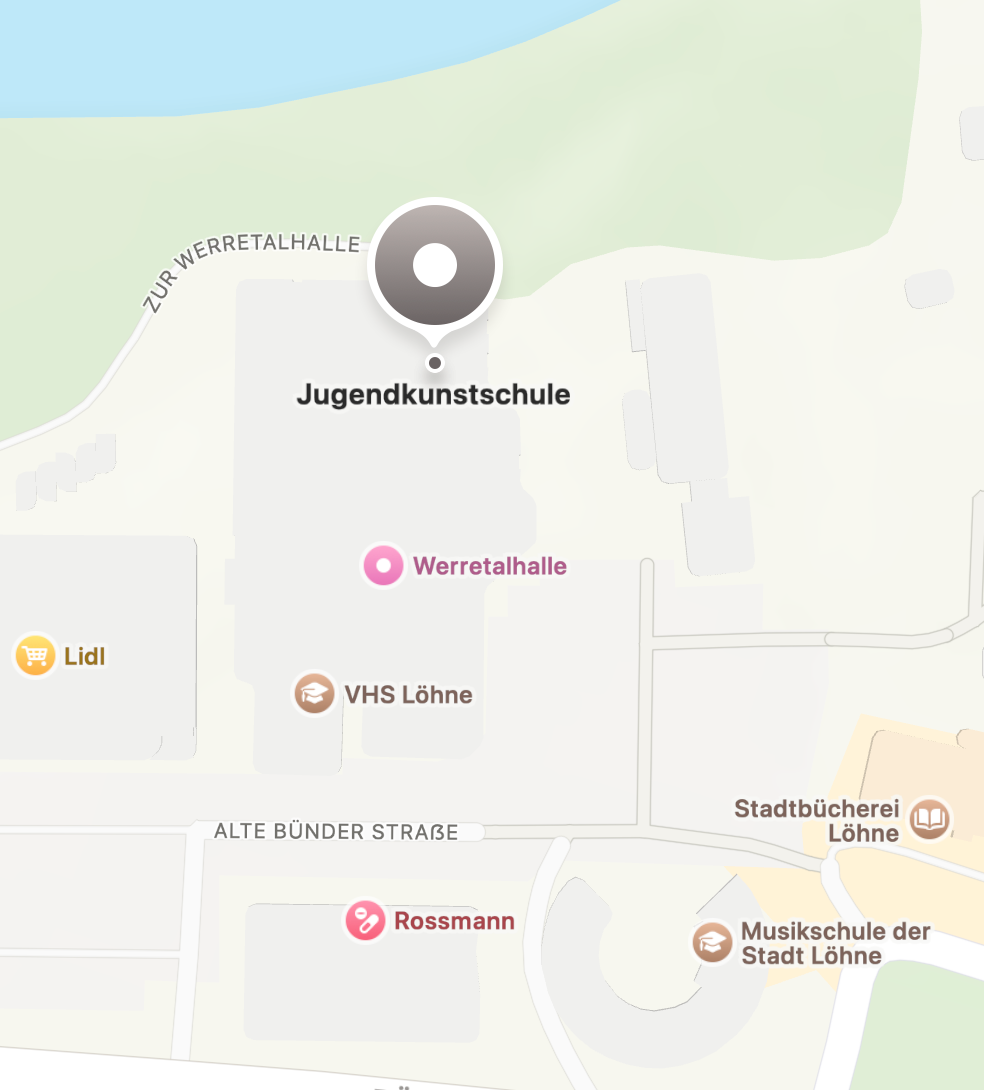 ZUR WERRETALHALLE
Jugendkunstschule
Werretalhalle
Lidl
VHS Löhne
Stadtbücherei
Löhne
ALTE BÜNDER STRAßE
Rossmann
Musikschule der
Stadt Löhne